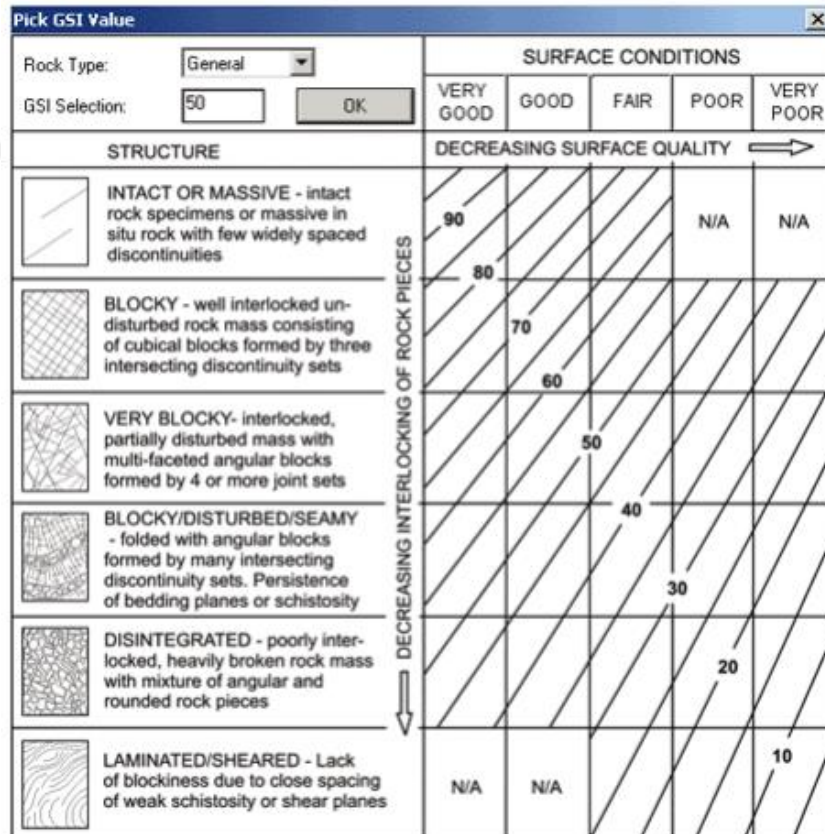 Pick GSI Value
Rock Type:
General
GSI Selection:
50
OK
SURFACE CONDITIONS
VERY GOOD
GOOD
FAIR
POOR
VERY POOR
STRUCTURE
DECREASING SURFACE QUALITY
DECREASING INTERLOCKING OF ROCK PIECES
INTACT OR MASSIVE - intact
rock specimens or massive in
situ rock with few widely spaced
discontinuities
90
80
N/A
N/A
BLOCKY - well interlocked un-
disturbed rock mass consisting
of cubical blocks formed by three
intersecting discontinuity sets
70
60
VERY BLOCKY- interlocked,
partially disturbed mass with
multi-faceted angular blocks
formed by 4 or more joint sets
50
40
BLOCKY/DISTURBED/SEAMY
- folded with angular blocks
formed by many intersecting
discontinuity sets. Persistence
of bedding planes or schistosity
30
DISINTEGRATED - poorly inter-
locked, heavily broken rock mass
with mixture of angular and
rounded rock pieces
20
LAMINATED/SHEARED - Lack
of blockiness due to close spacing
of weak schistosity or shear planes
N/A
N/A
10